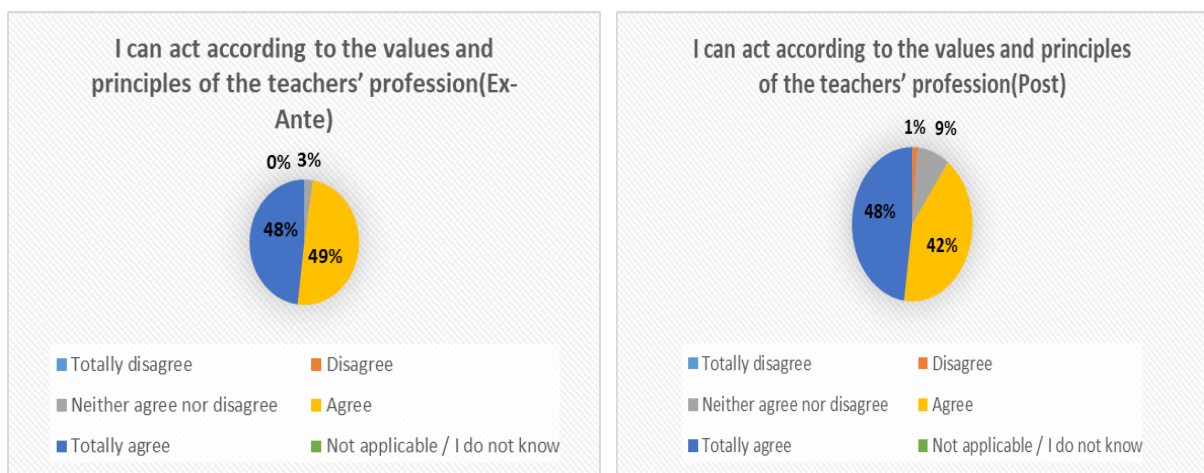 I can act according to the values and
principles of the teachers’ profession(Ex-
Ante)
0% 3%
48%
49%
Totally disagree Disagree
Neither agree nor disagree Agree
Totally agree Not applicable / I do not know
I can act according to the values and principles
of the teachers’ profession(Post)
1% 9%
48%
42%
Totally disagree Disagree
Neither agree nor disagree Agree
Totally agree Not applicable / I do not know